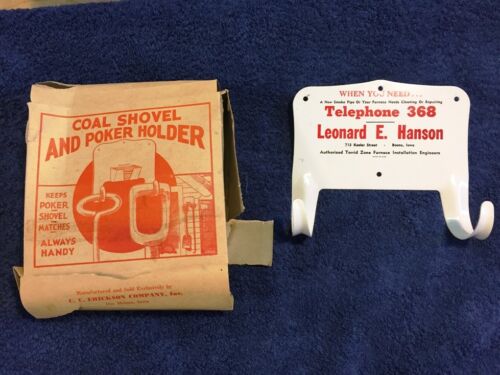 COAL SHOVEL
AND POKER HOLDER
KEEPS
POKER
SHOVEL
MATCHES
ALWAYS
HANDY
Manufactured and Sold Exclusively by
ERICKSON COMPANY, Inc.
Des Moines, Iowa
WHEN YOU NEED...
A New Smoke Pipe Or Your Furnace Needs Cleaning Or Repairing
Telephone 368
Leonard E. Hanson
Street - Boone, Iowa
Authorized Torrid Zone Furnace Installation Engineers